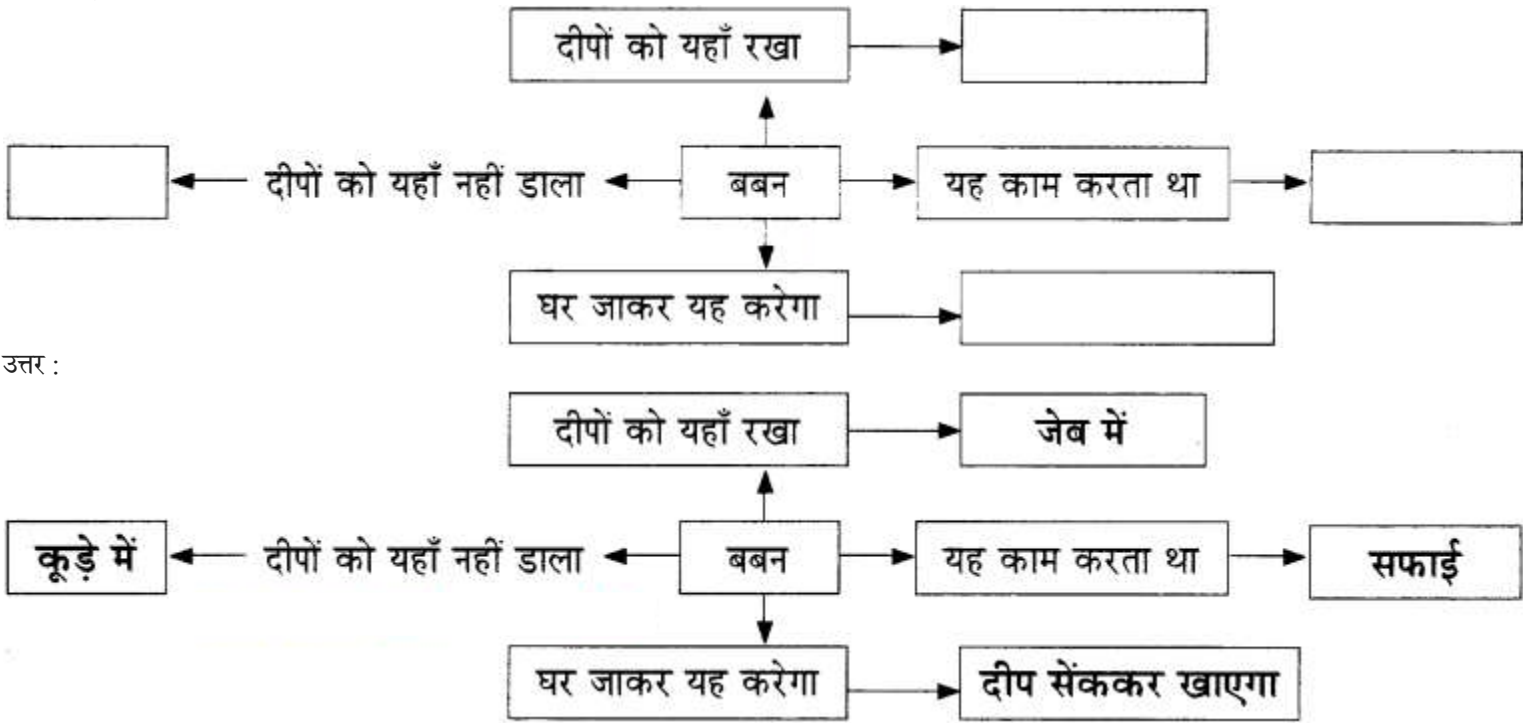 दीपों को यहाँ रखा
दीपों को यहाँ नहीं डाला बबन यह काम करता था
घर जाकर यह करेगा
उत्तर :
दीपों को यहाँ रखा जेब में
कूड़े में दीपों को यहाँ नहीं डाला बबन यह काम करता था सफाई
घर जाकर यह करेगा दीप सेंककर खाएगा